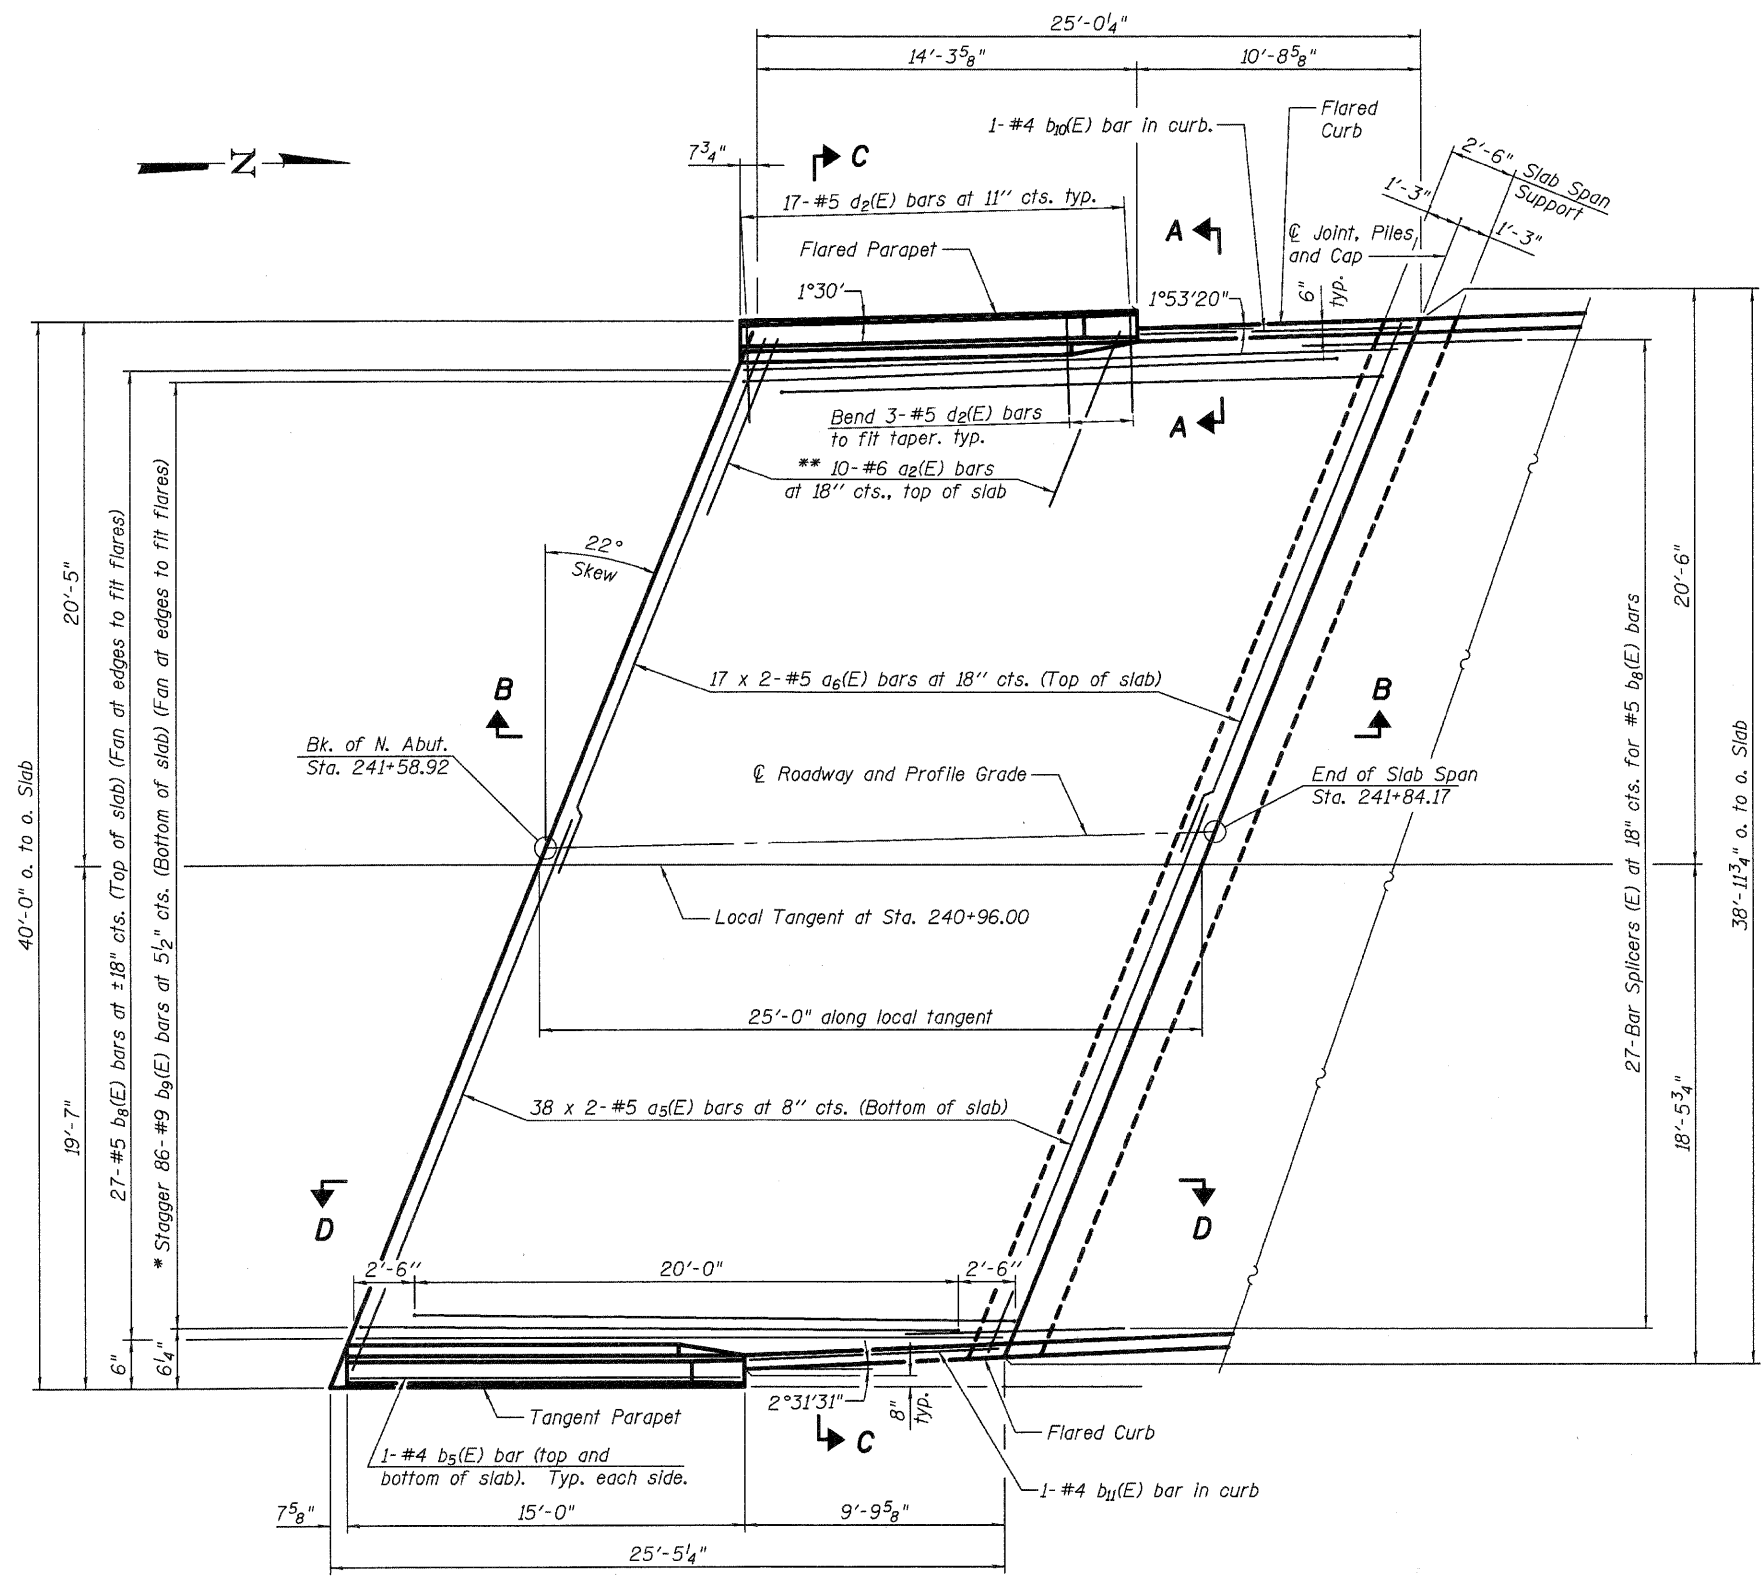 25'-0¼"
14'-3⅝"
10'-8⅝"
Flared
Curb
1-#4 b10(E) bar in curb.
N
7¾"
C
2'-6" Slab Span
Support
1'-3"
1'-3"
17-#5 d2(E) bars at 11" cts. typ.
A
℄ Joint, Piles,
and Cap
Flared Parapet
1°30'
1°53'20"
6"
typ.
Bend 3-#5 d2(E) bars
to fit taper. typ.
A
** 10-#6 a2(E) bars
at 18" cts., top of slab
22°
Skew
40'-0" o. to o. Slab
20'-5"
19'-7"
27-#5 b8(E) bars at ±18" cts. (Top of slab) (Fan at edges to fit flares)
* Stagger 86-#9 b9(E) bars at 5½" cts. (Bottom of slab) (Fan at edges to fit flares)
6"
6¼"
17 x 2-#5 a6(E) bars at 18" cts. (Top of slab)
B
B
Bk. of N. Abut.
Sta. 241+58.92
℄ Roadway and Profile Grade
End of Slab Span
Sta. 241+84.17
Local Tangent at Sta. 240+96.00
25'-0" along local tangent
38 x 2-#5 a5(E) bars at 8" cts. (Bottom of slab)
27-Bar Splicers (E) at 18" cts. for #5 b8(E) bars
20'-6"
18'-5¾"
38'-11¾" o. to o. Slab
D
D
2'-6"
20'-0"
2'-6"
2°31'31"
8"
typ.
Tangent Parapet
C
Flared Curb
1-#4 b5(E) bar (top and
bottom of slab). Typ. each side.
1-#4 b11(E) bar in curb
7⅝"
15'-0"
9'-9⅝"
25'-5¼"